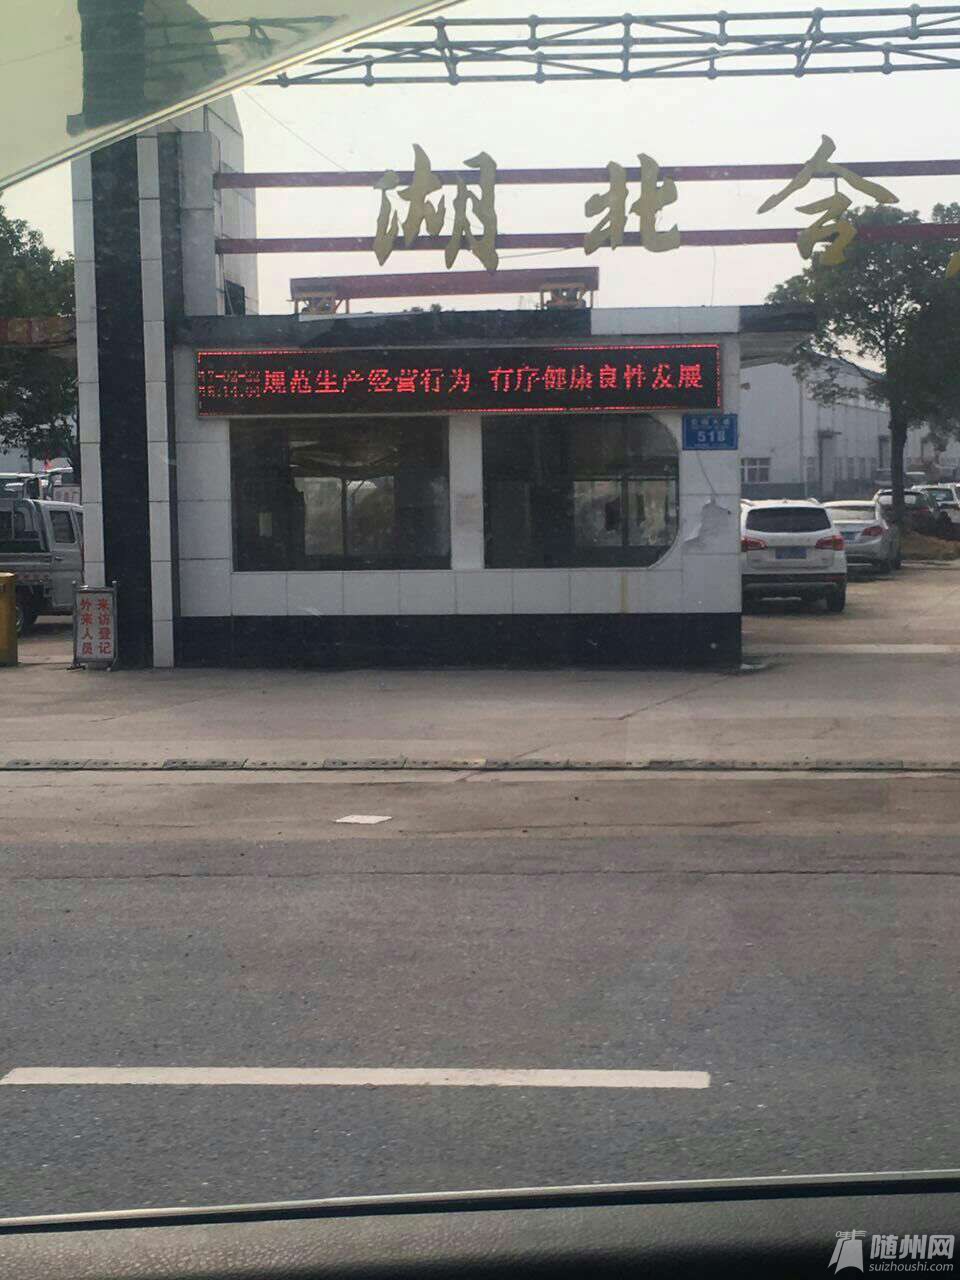 湖北合
规范生产经营行为 有序健康良性发展
518
外来人员
来访登记
随州网
suizhoushi.com